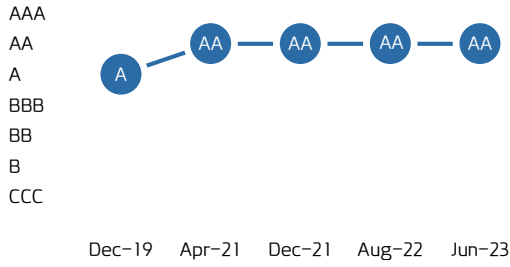 AAA
AA AA AA AA AA
A A
BBB
BB
B
CCC
Dec–19 Apr–21 Dec–21 Aug–22 Jun–23